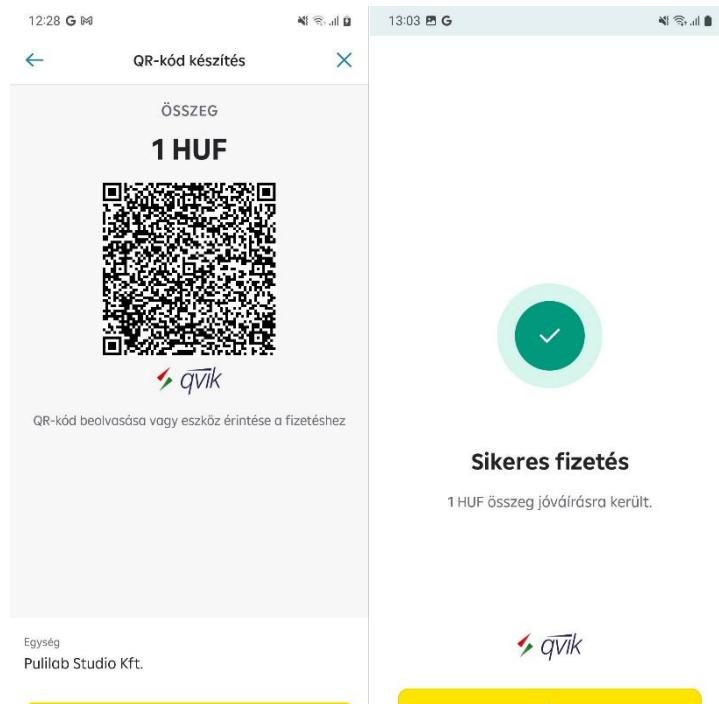 12:28 G M
QR-kód készítés
ÖSSZEG
1 HUF
qvik
QR-kód beolvasása vagy eszköz érintése a fizetéshez
Egység
Pulilab Studio Kft.
13:03 G
Sikeres fizetés
1 HUF összeg jóváírásra került.
qvik